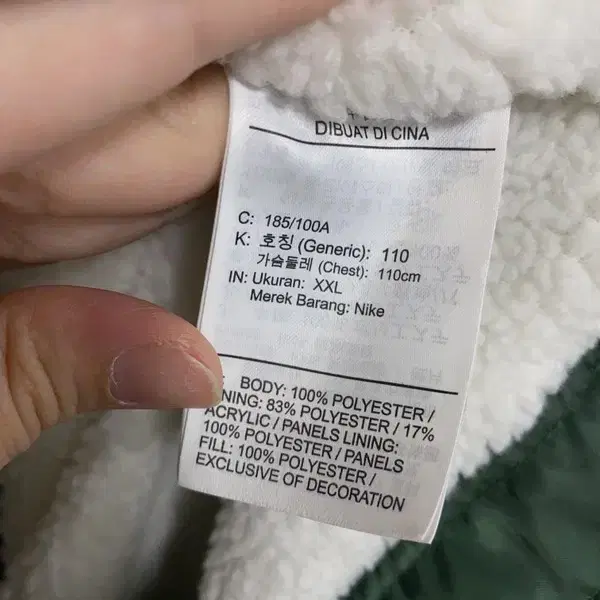 DIBUAT DI CINA
C: 185/100A
K: 호칭 (Generic): 110
가슴둘레 (Chest): 110cm
IN: Ukuran: XXL
Merek Barang: Nike
BODY: 100% POLYESTER /
NING: 83% POLYESTER / 17%
ACRYLIC / PANELS LINING:
100% POLYESTER / PANELS
FILL: 100% POLYESTER /
EXCLUSIVE OF DECORATION